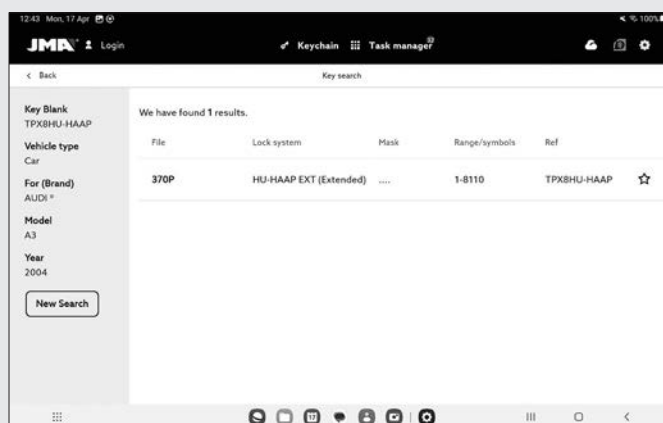 12:43 Mon, 17 Apr
100%
JMA Login
Keychain Task manager
< Back
Key search
Key Blank
TPX8HU-HAAP
Vehicle type
Car
For (Brand)
AUDI ®
Model
A3
Year
2004
New Search
We have found 1 results.
File Lock system Mask Range/symbols Ref
370P HU-HAAP EXT (Extended) .... 1-8110 TPX8HU-HAAP
17